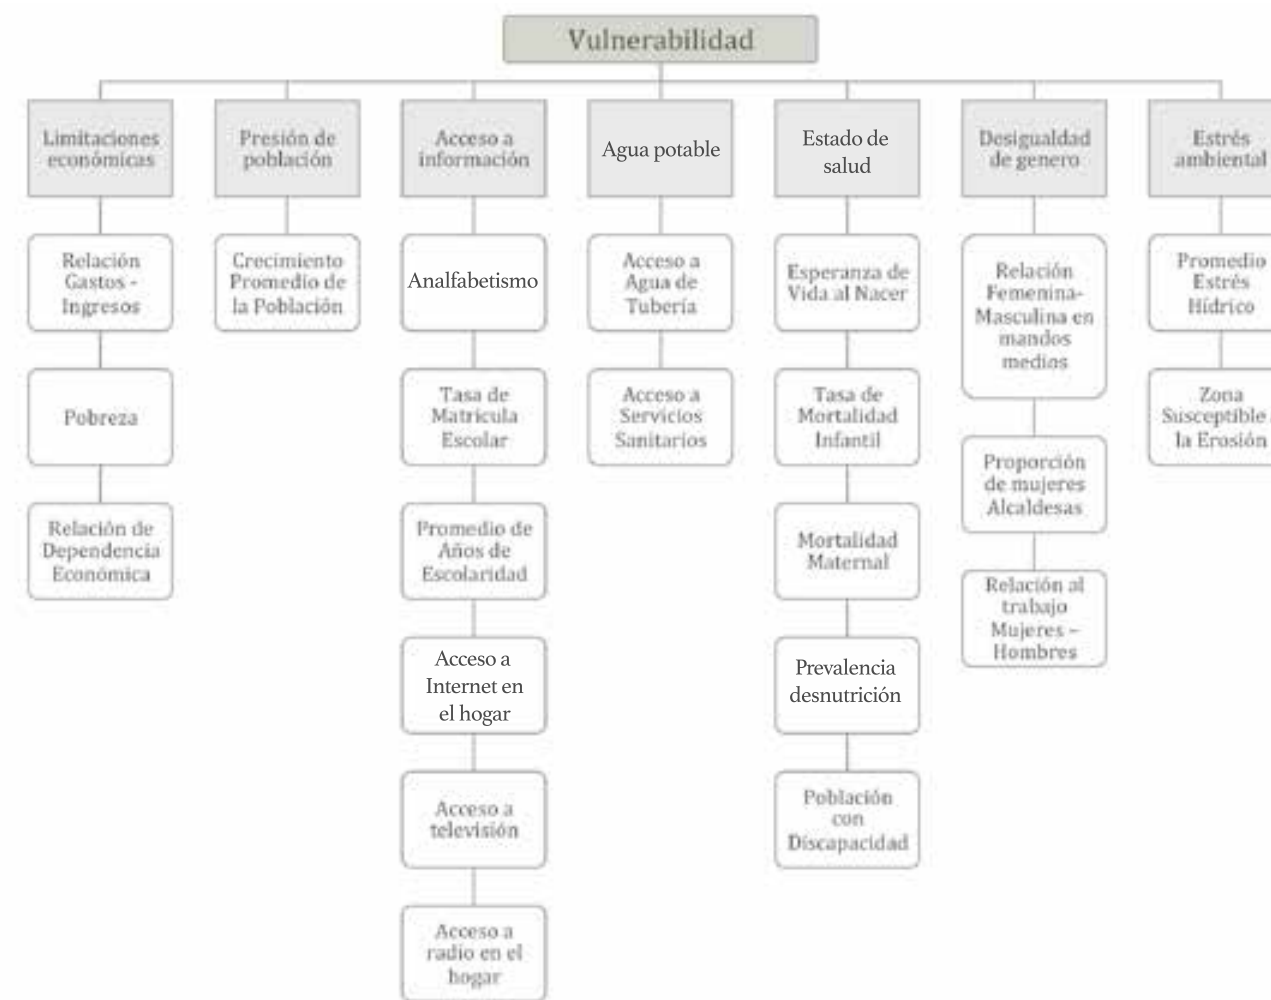 Vulnerabilidad
Limitaciones
económicas
Relación
Gastos -
Ingresos
Pobreza
Relación de
Dependencia
Económica
Presión de
población
Crecimiento
Promedio de
la Población
Acceso a
información
Analfabetismo
Tasa de
Matrícula
Escolar
Promedio de
Años de
Escolaridad
Acceso a
Internet en
el hogar
Acceso a
televisión
Acceso a
radio en el
hogar
Agua potable
Acceso a
Agua de
Tubería
Acceso a
Servicios
Sanitarios
Estado de
salud
Esperanza de
Vida al Nacer
Tasa de
Mortalidad
Infantil
Mortalidad
Maternal
Prevalencia
desnutrición
Población
con
Discapacidad
Desigualdad
de genero
Relación
Femenina-
Masculina en
mandos
medios
Proporción
de mujeres
Alcaldesas
Relación al
trabajo
Mujeres –
Hombres
Estrés
ambiental
Promedio
Estrés
Hídrico
Zona
Susceptible
la Erosión